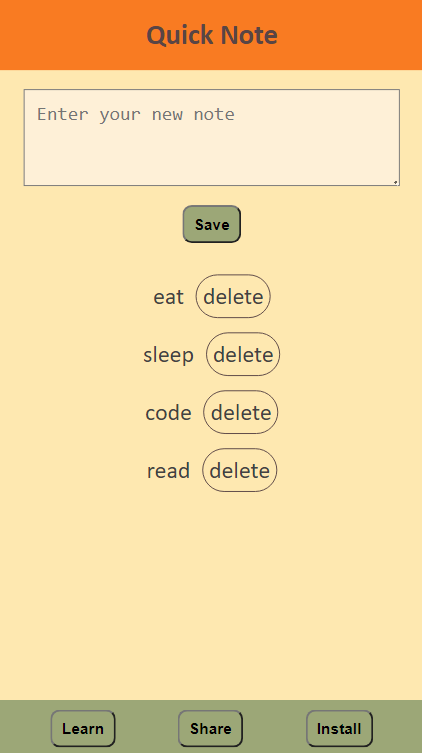 Quick Note
Enter your new note
Save
eat delete
sleep delete
code delete
read delete
Learn Share Install